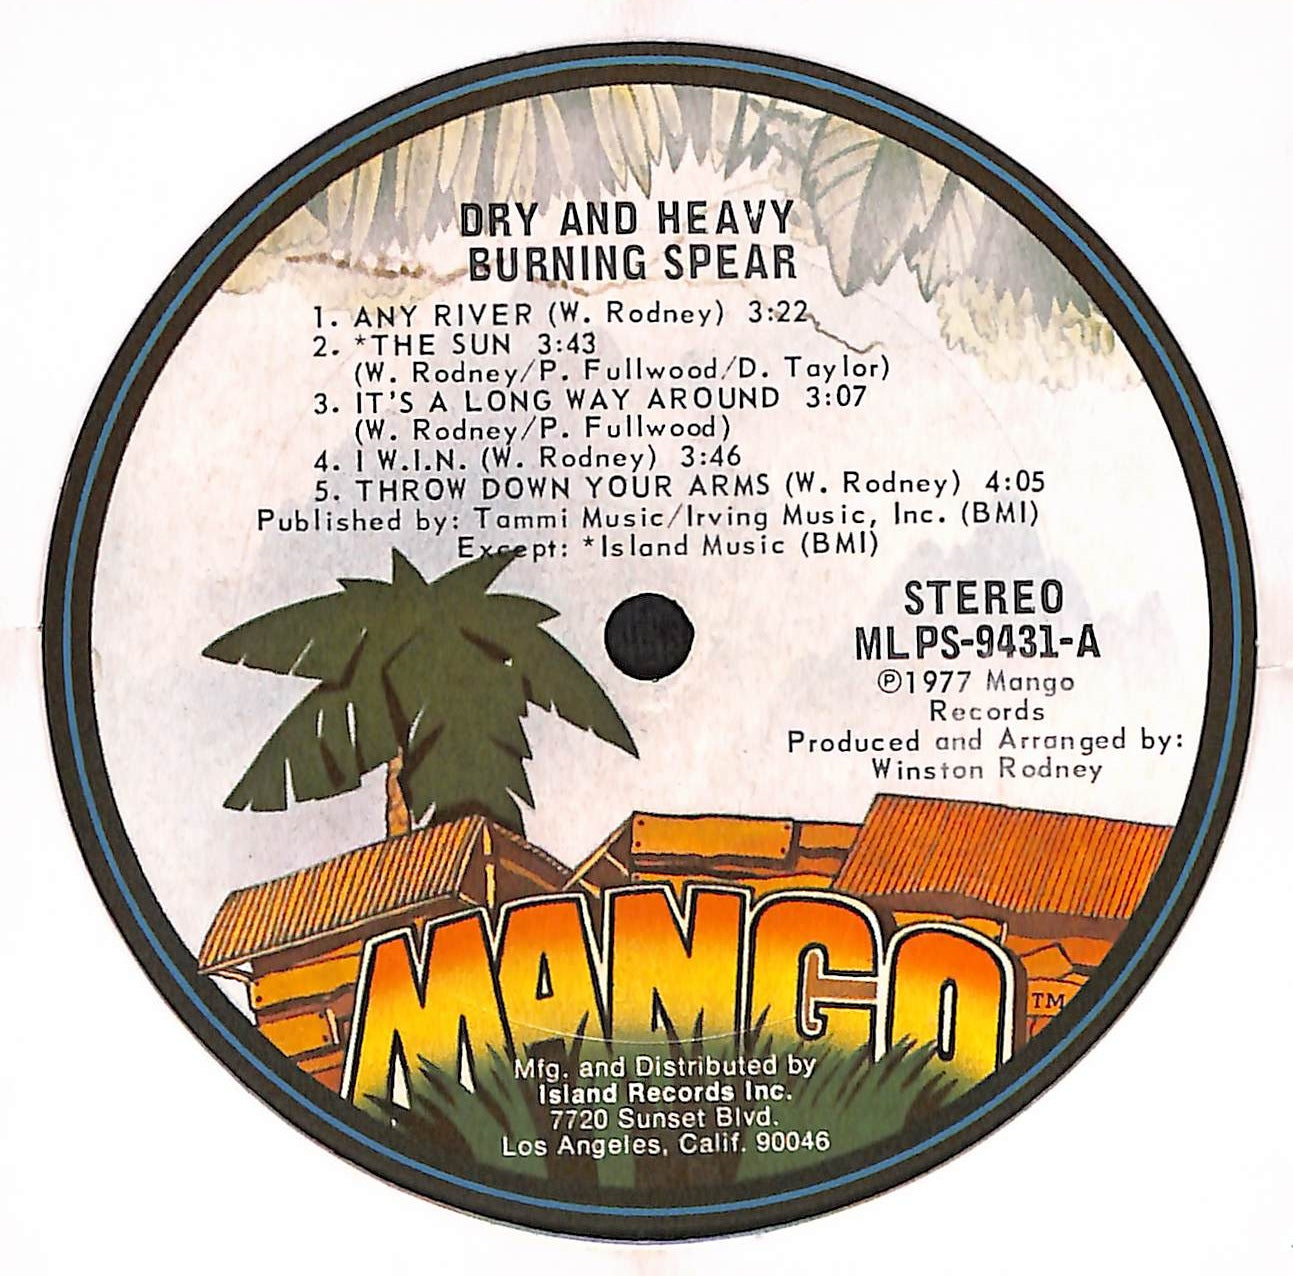 DRY AND HEAVY
BURNING SPEAR
1. ANY RIVER (W. Rodney) 3:22
2. *THE SUN 3:43
(W. Rodney/P. Fullwood/D. Taylor)
3. IT'S A LONG WAY AROUND 3:07
(W. Rodney/P. Fullwood)
4. I W.I.N. (W. Rodney) 3:46
5. THROW DOWN YOUR ARMS (W. Rodney) 4:05
Published by: Tammi Music/Irving Music, Inc. (BMI)
Except: *Island Music (BMI)
STEREO
MLPS-9431-A
℗1977 Mango
Records
Produced and Arranged by:
Winston Rodney
MANGO TM
Mfg. and Distributed by
Island Records Inc.
7720 Sunset Blvd.
Los Angeles, Calif. 90046